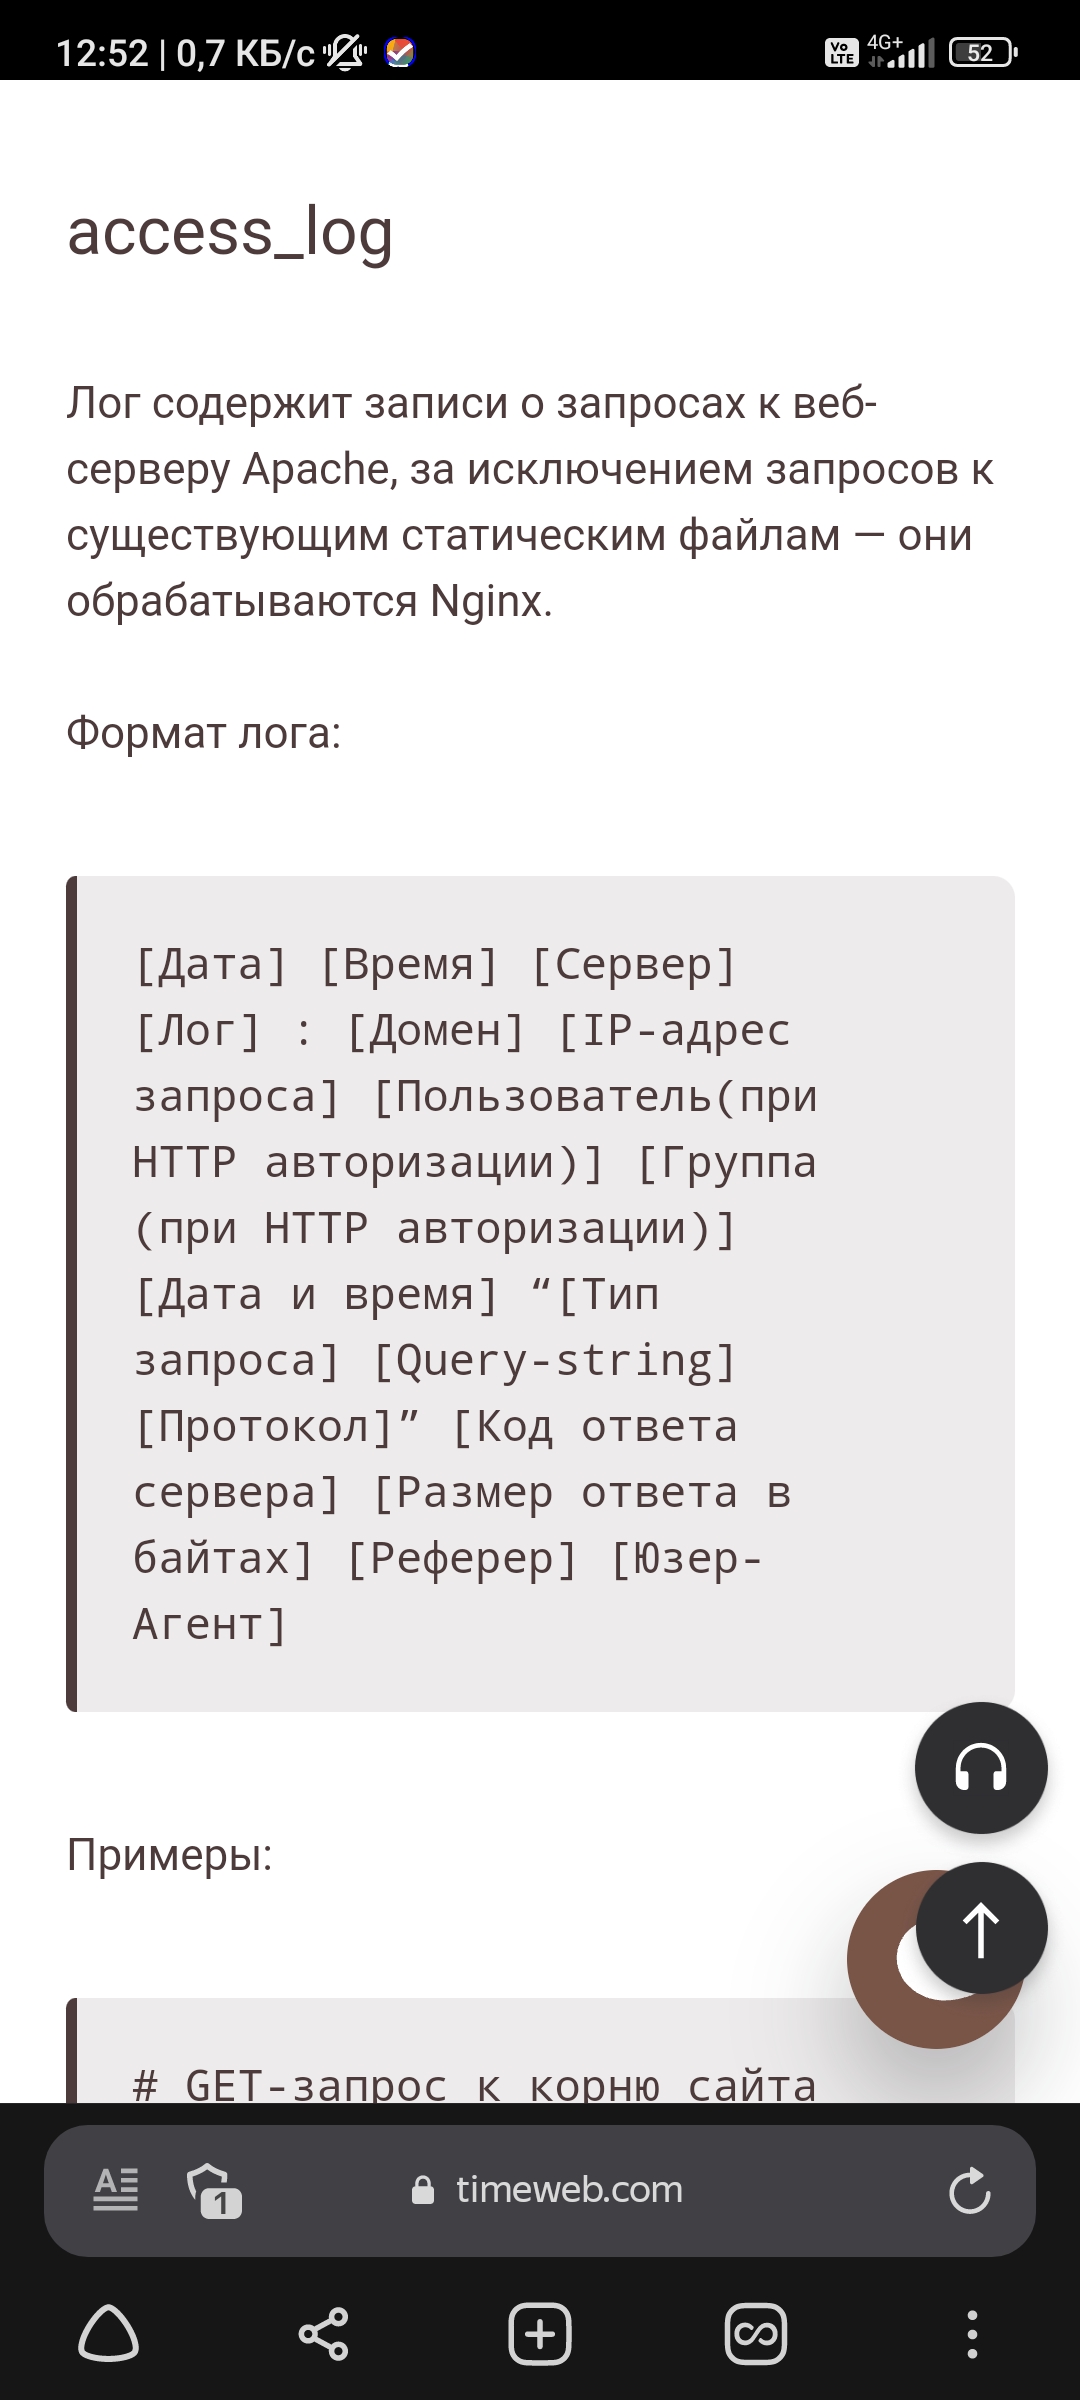 12:52 | 0,7 КБ/с
Vo LTE 4G+ 52
access_log
Лог содержит записи о запросах к веб-
серверу Apache, за исключением запросов к
существующим статическим файлам — они
обрабатываются Nginx.
Формат лога:
[Дата] [Время] [Сервер]
[Лог] : [Домен] [IP-адрес
запроса] [Пользователь(при
HTTP авторизации)] [Группа
(при HTTP авторизации)]
[Дата и время] “[Тип
запроса] [Query-string]
[Протокол]” [Код ответа
сервера] [Размер ответа в
байтах] [Реферер] [Юзер-
Агент]
Примеры:
# GET-запрос к корню сайта
A 1 timeweb.com